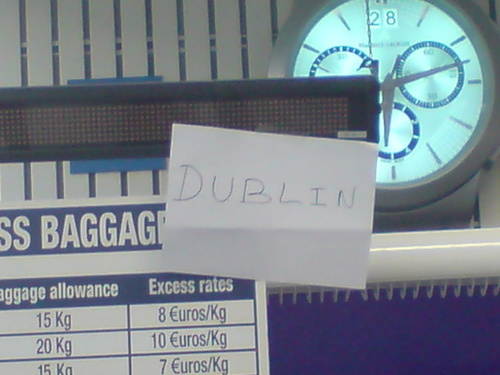 28
DUBLIN
SS BAGGAGE
aggage allowance Excess rates
15 Kg 8 €uros/Kg
20 Kg 10 €uros/Kg
15 Kg 7 €uros/Kg